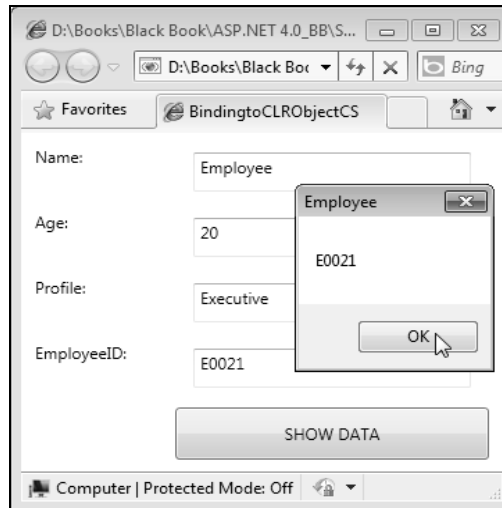 D:\Books\Black Book\ASP.NET 4.0_BB\S...
D:\Books\Black Boc
Bing
Favorites
BindingtoCLRObjectCS
Name:
Employee
Employee
E0021
OK
Age:
20
Profile:
Executive
EmployeeID:
E0021
SHOW DATA
Computer | Protected Mode: Off